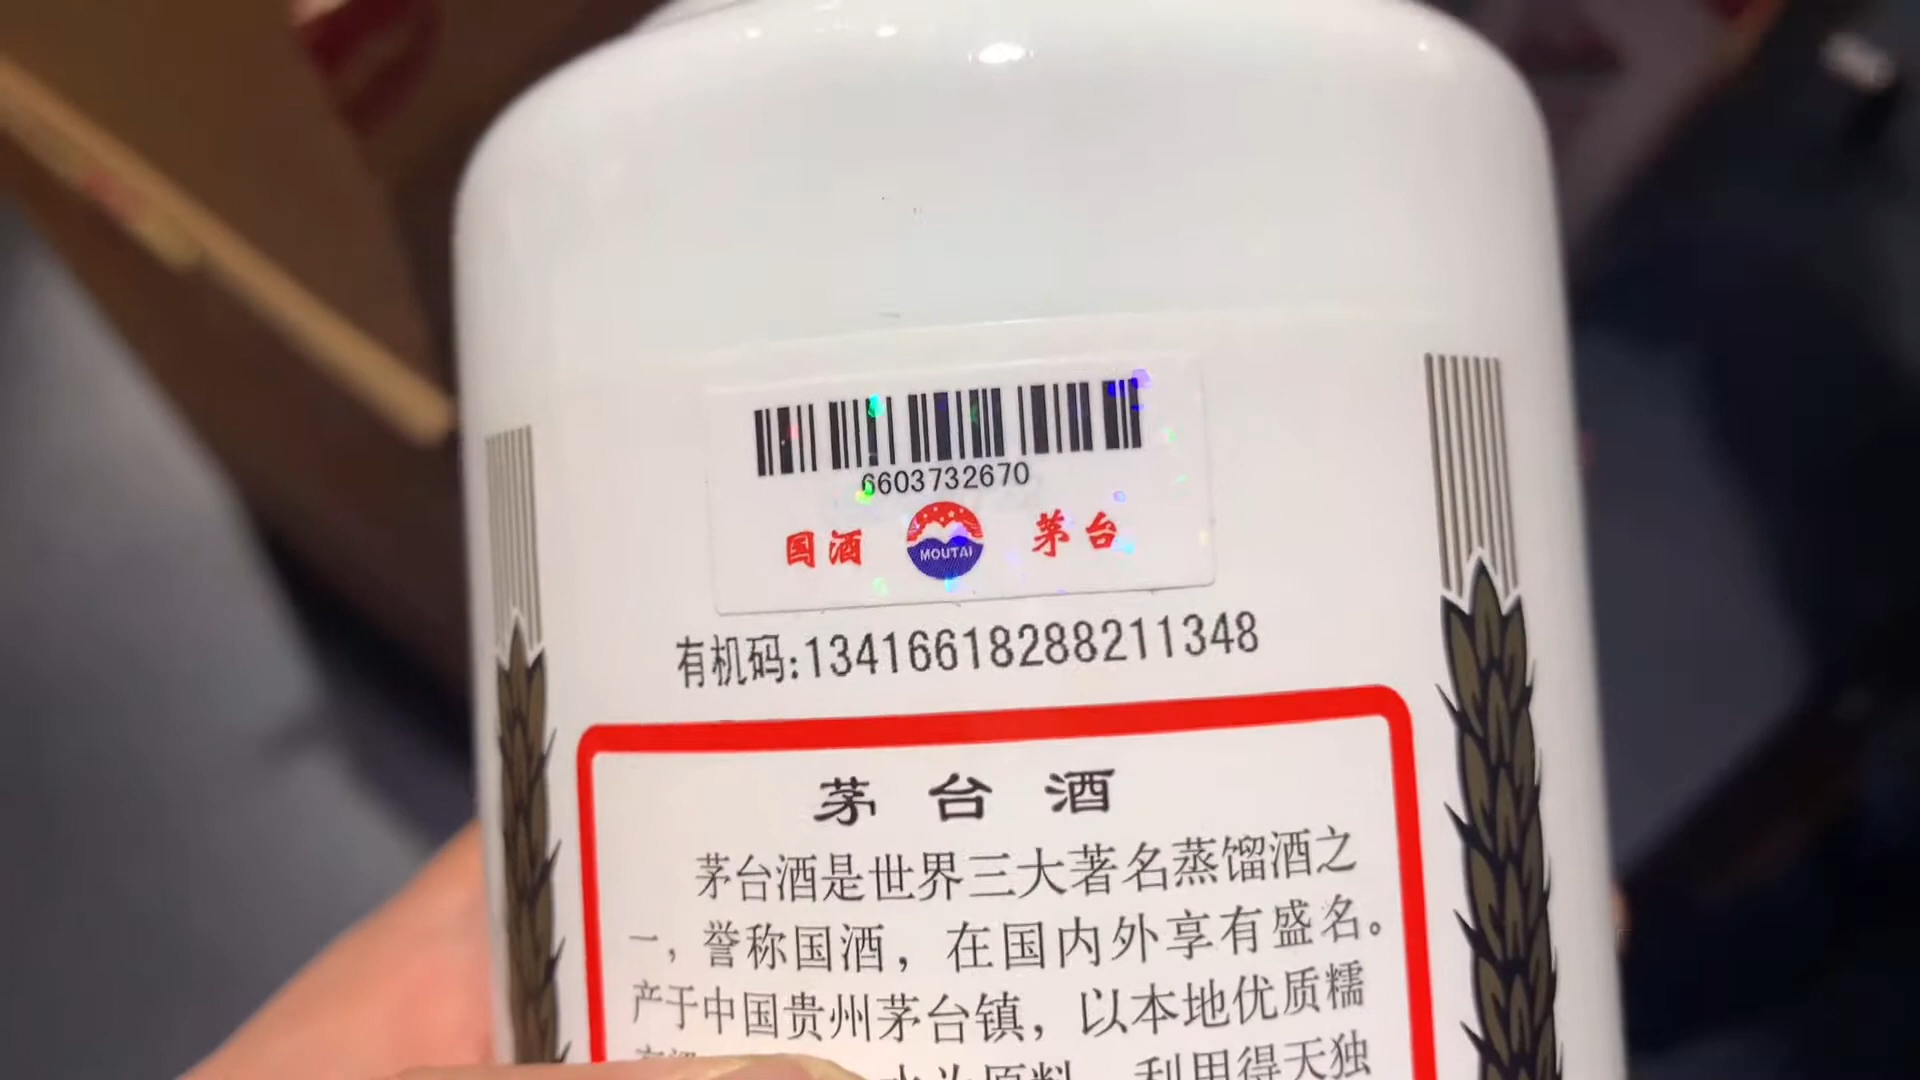 6603732670
国酒 MOUTAI 茅台
有机码:13416618288211348
茅台酒
茅台酒是世界三大著名蒸馏酒之
一，誉称国酒，在国内外享有盛名。
产于中国贵州茅台镇，以本地优质糯
为原料，利用得天独